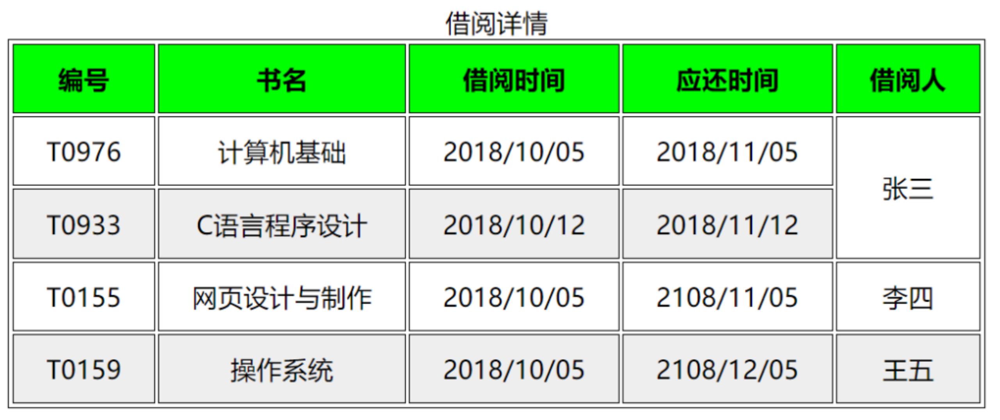 借阅详情
编号 书名 借阅时间 应还时间 借阅人
T0976 计算机基础 2018/10/05 2018/11/05 张三
T0933 C语言程序设计 2018/10/12 2018/11/12
T0155 网页设计与制作 2018/10/05 2108/11/05 李四
T0159 操作系统 2018/10/05 2108/12/05 王五